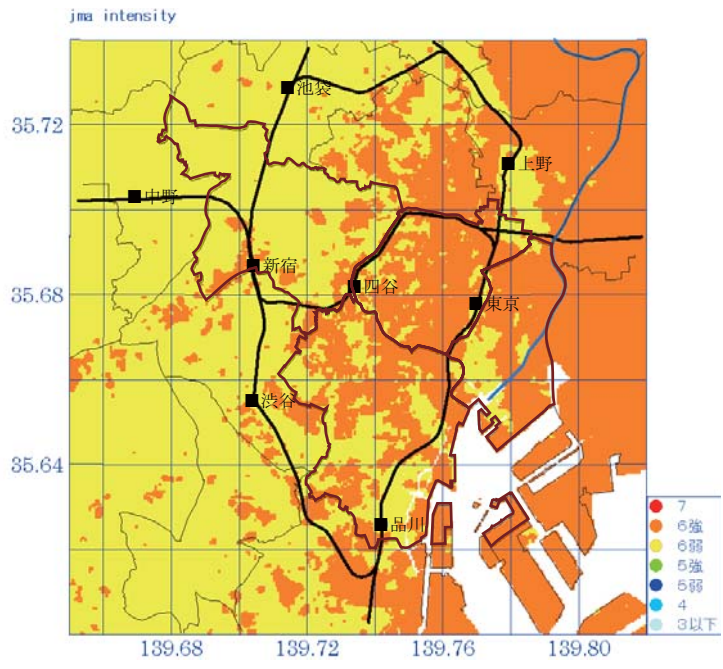 jma intensity
池袋
35.72
上野
中野
新宿
35.68
四谷
東京
渋谷
35.64
品川
7
6強
6弱
5強
5弱
4
3以下
139.68
139.72
139.76
139.80